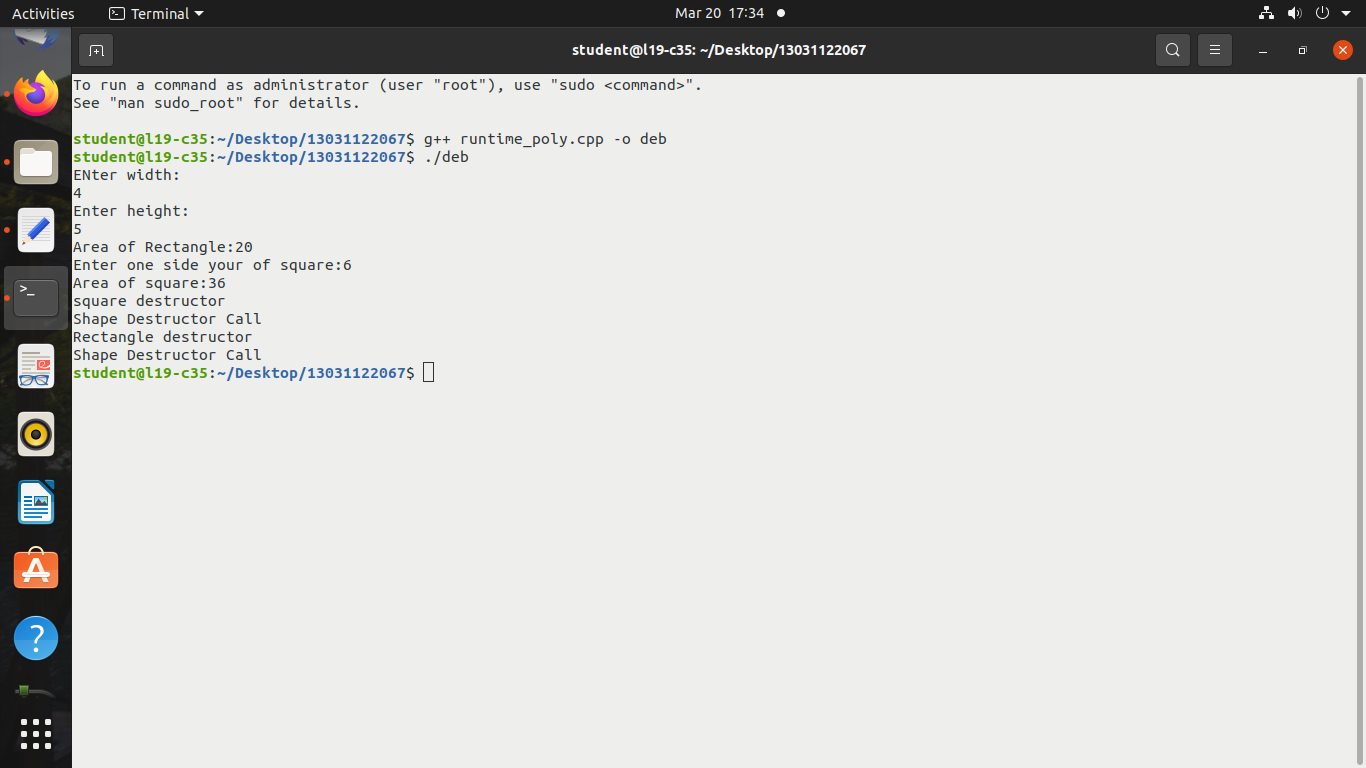 Activities
Terminal
Mar 20 17:34
student@l19-c35: ~/Desktop/13031122067
To run a command as administrator (user "root"), use "sudo <command>".
See "man sudo_root" for details.
student@l19-c35:~/Desktop/13031122067$ g++ runtime_poly.cpp -o deb
student@l19-c35:~/Desktop/13031122067$ ./deb
ENter width:
4
Enter height:
5
Area of Rectangle:20
Enter one side your of square:6
Area of square:36
square destructor
Shape Destructor Call
Rectangle destructor
Shape Destructor Call
student@l19-c35:~/Desktop/13031122067$